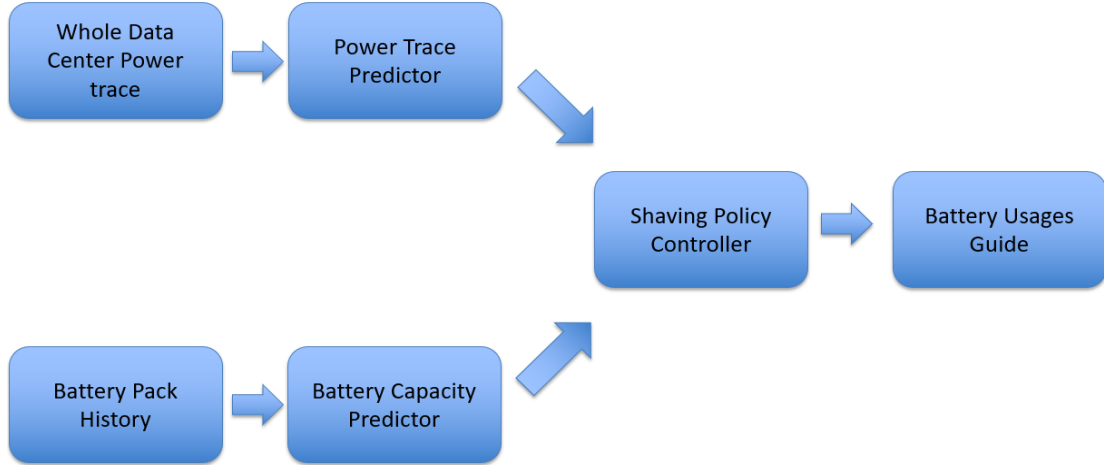 Whole Data
Center Power
trace
Power Trace
Predictor
Shaving Policy
Controller
Battery Usages
Guide
Battery Pack
History
Battery Capacity
Predictor